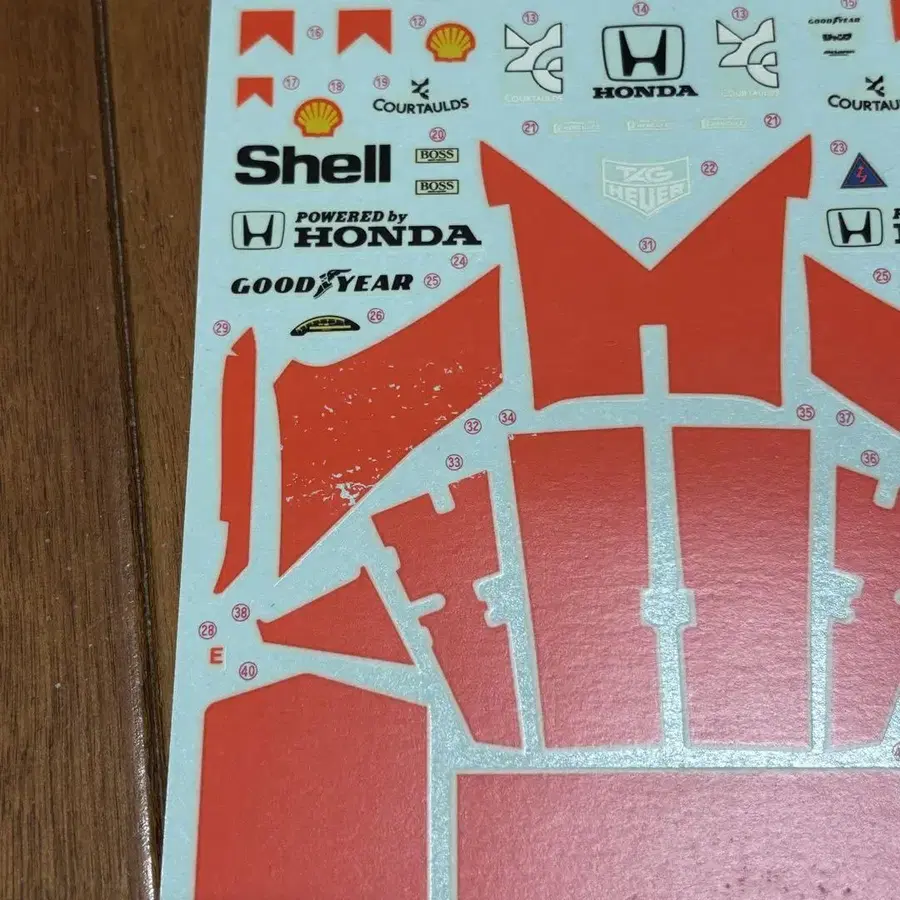 12
13
14
13
15
16
GOOD YEAR
HONDA
COURTAULDS
COURTAULDS
17
18
19
COURTAULDS
COURTAU
20
21
21
Shell
BOSS
BOSS
TAG
HEUER
22
23
POWERED by
HONDA
31
24
GOOD YEAR
25
25
26
29
32
34
35
37
33
36
38
28
E
40